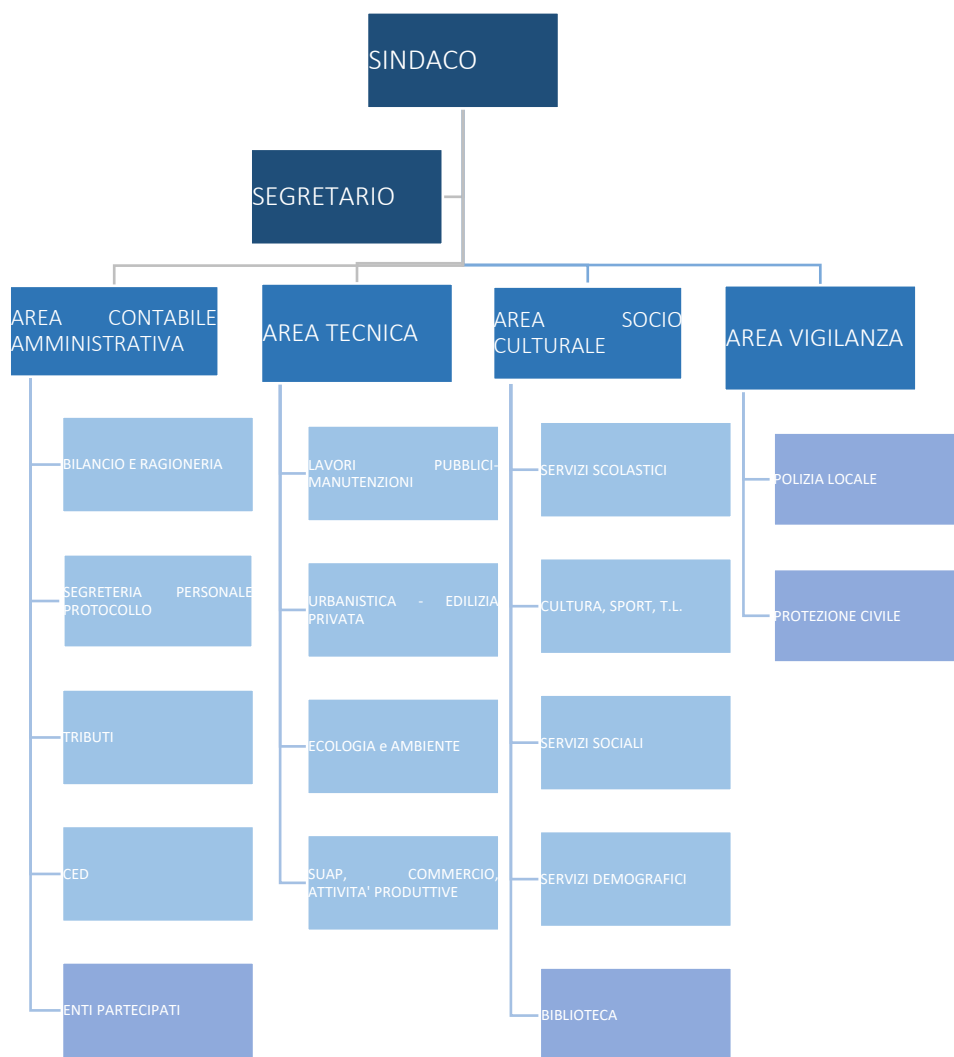 SINDACO
SEGRETARIO
AREA CONTABILE
AMMINISTRATIVA
BILANCIO E RAGIONERIA
SEGRETERIA PERSONALE
PROTOCOLLO
TRIBUTI
CED
ENTI PARTECIPATI
AREA TECNICA
LAVORI PUBBLICI-
MANUTENZIONI
URBANISTICA - EDILIZIA
PRIVATA
ECOLOGIA e AMBIENTE
SUAP, COMMERCIO,
ATTIVITA' PRODUTTIVE
AREA SOCIO
CULTURALE
SERVIZI SCOLASTICI
CULTURA, SPORT, T.L.
SERVIZI SOCIALI
SERVIZI DEMOGRAFICI
BIBLIOTECA
AREA VIGILANZA
POLIZIA LOCALE
PROTEZIONE CIVILE